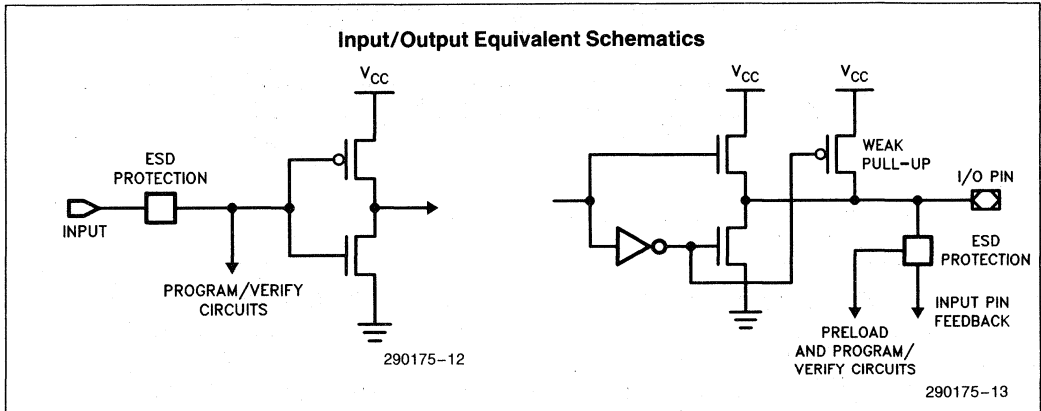 Input/Output Equivalent Schematics
VCC
ESD
PROTECTION
INPUT
PROGRAM/VERIFY
CIRCUITS
290175-12
VCC
VCC
WEAK
PULL-UP
I/O PIN
ESD
PROTECTION
INPUT PIN
FEEDBACK
PRELOAD
AND PROGRAM/
VERIFY CIRCUITS
290175-13